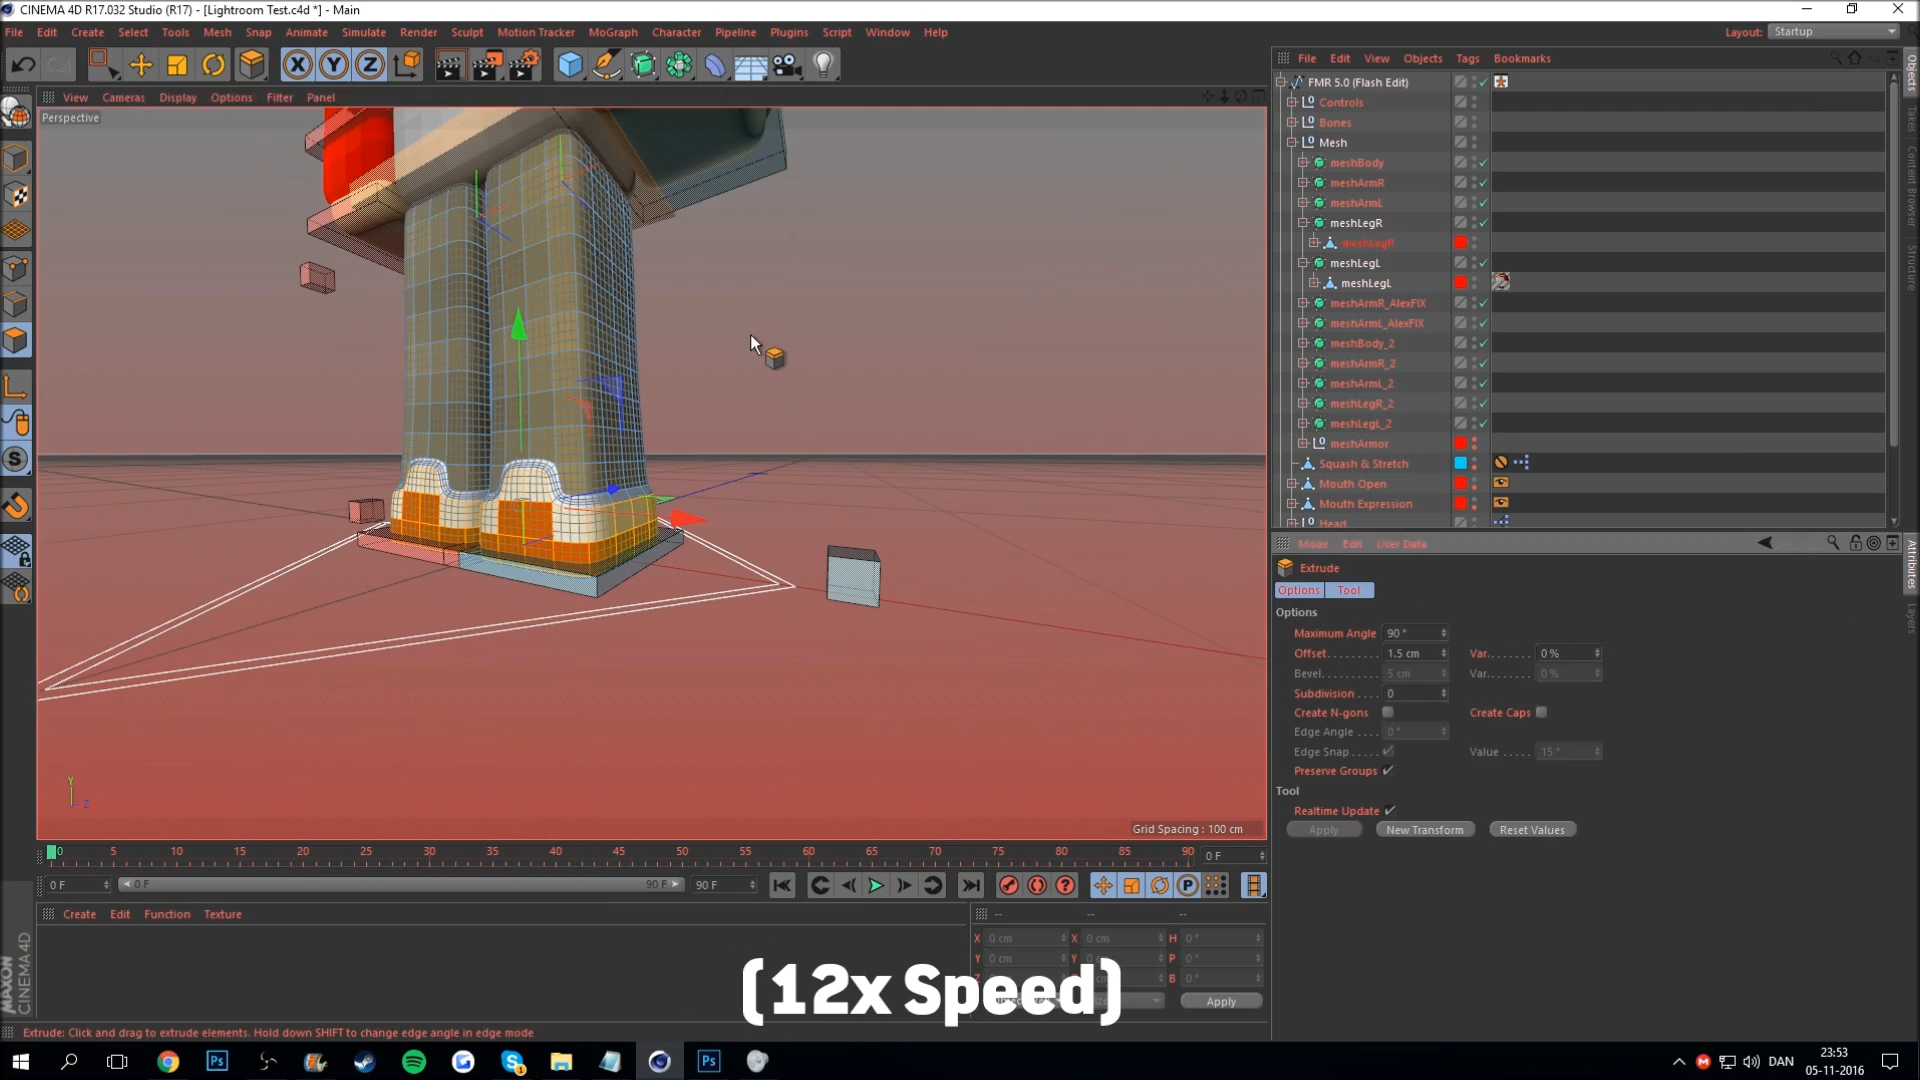 CINEMA 4D R17.032 Studio (R17) - [Lightroom Test.c4d *] - Main
File Edit Create Select Tools Mesh Snap Animate Simulate Render Sculpt Motion Tracker MoGraph Character Pipeline Plugins Script Window Help
Layout: Startup
X Y Z
File Edit View Objects Tags Bookmarks
View Cameras Display Options Filter Panel
Perspective
FMR 5.0 (Flash Edit)
Controls
Bones
Mesh
meshBody
meshArmR
meshArmL
meshLegR
meshLegR
meshLegL
meshLegL
meshArmR_AlexFIX
meshArmL_AlexFIX
meshBody_2
meshArmR_2
meshArmL_2
meshLegR_2
meshLegL_2
meshArmor
Squash & Stretch
Mouth Open
Mouth Expression
Head
Objects
Takes
Content Browser
Structure
Attributes
Layers
Mode Edit User Data
Extrude
Options Tool
Options
Maximum Angle 90 °
Offset 1.5 cm Var. 0 %
Bevel 5 cm Var. 0 %
Subdivision 0
Create N-gons Create Caps
Edge Angle 0 °
Edge Snap Value 15 °
Preserve Groups
Tool
Realtime Update
Apply New Transform Reset Values
Y
Z
Grid Spacing : 100 cm
0 5 10 15 20 25 30 35 40 45 50 55 60 65 70 75 80 85 90 0 F
0 F 0 F 90 F 90 F
Create Edit Function Texture
-- -- --
X 0 cm X 0 cm H 0 °
Y 0 cm Y 0 cm P 0 °
B 0 °
Apply
(12x Speed)
MAXON
CINEMA 4D
Extrude: Click and drag to extrude elements. Hold down SHIFT to change edge angle in edge mode
DAN
23:53
05-11-2016